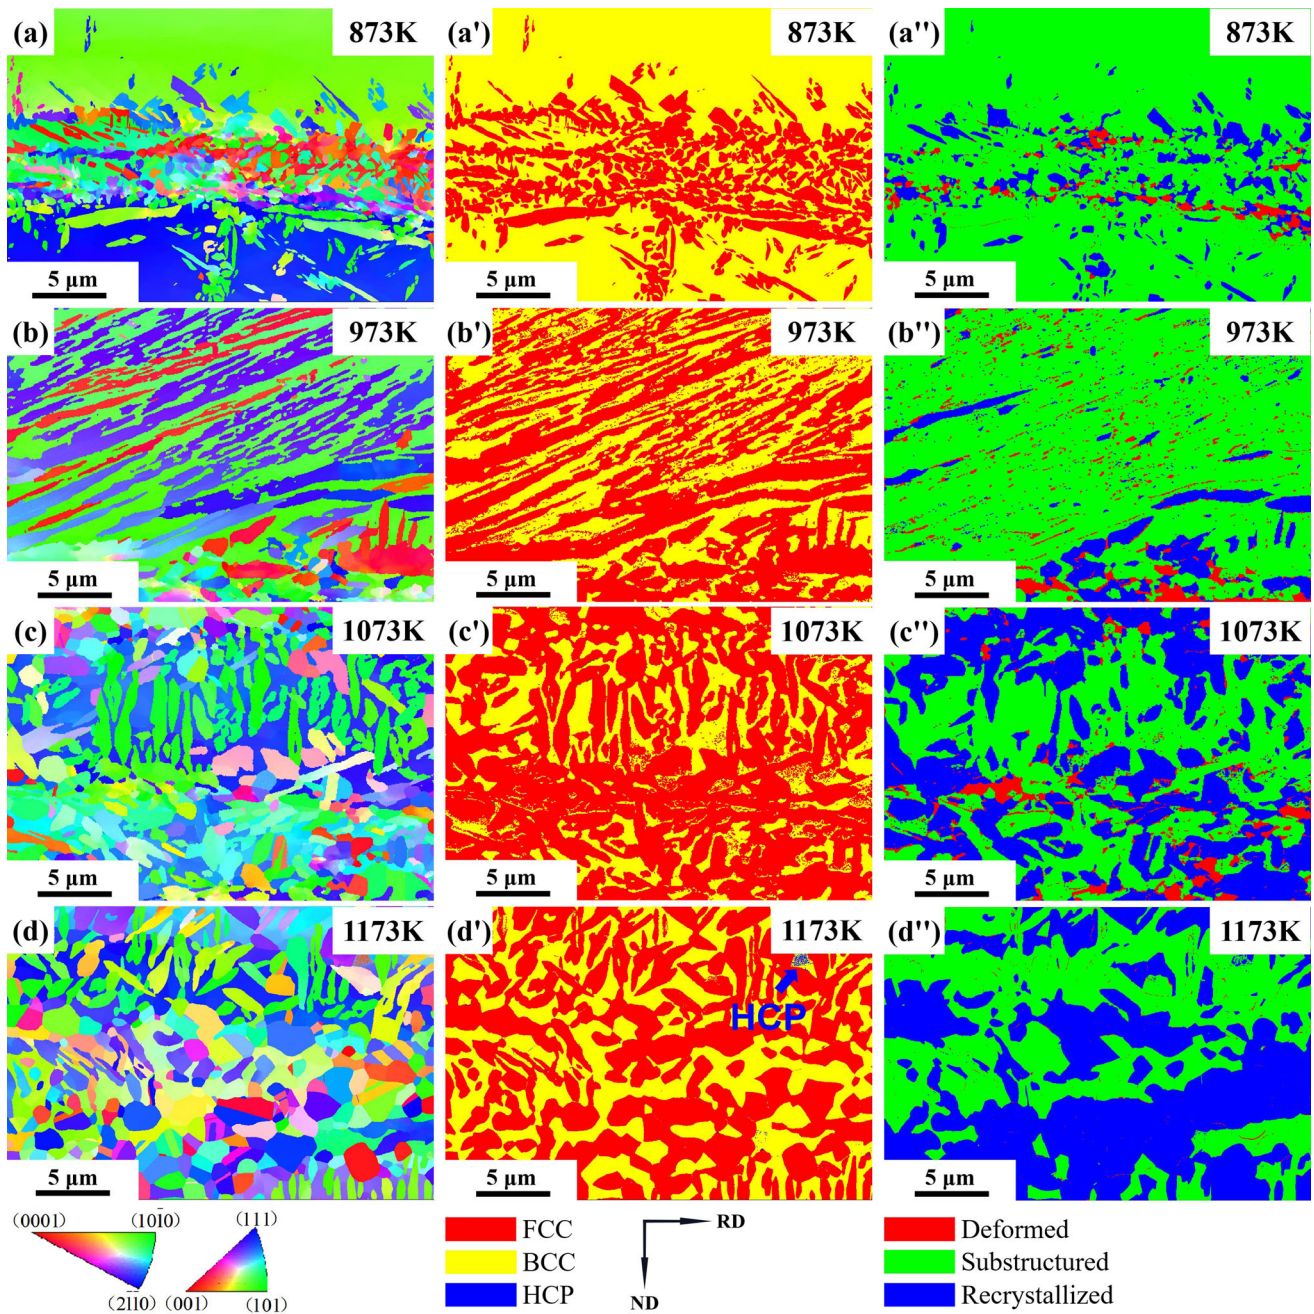 (a) 873K (a') 873K (a'') 873K
5 μm 5 μm 5 μm
(b) 973K (b') 973K (b'') 973K
5 μm 5 μm 5 μm
(c) 1073K (c') 1073K (c'') 1073K
5 μm 5 μm 5 μm
(d) 1173K (d') 1173K (d'') 1173K
HCP
5 μm 5 μm 5 μm
(0001) (101̄0) (111) FCC RD Deformed
BCC Substructured
(21̄1̄0) (001) (101) HCP ND Recrystallized